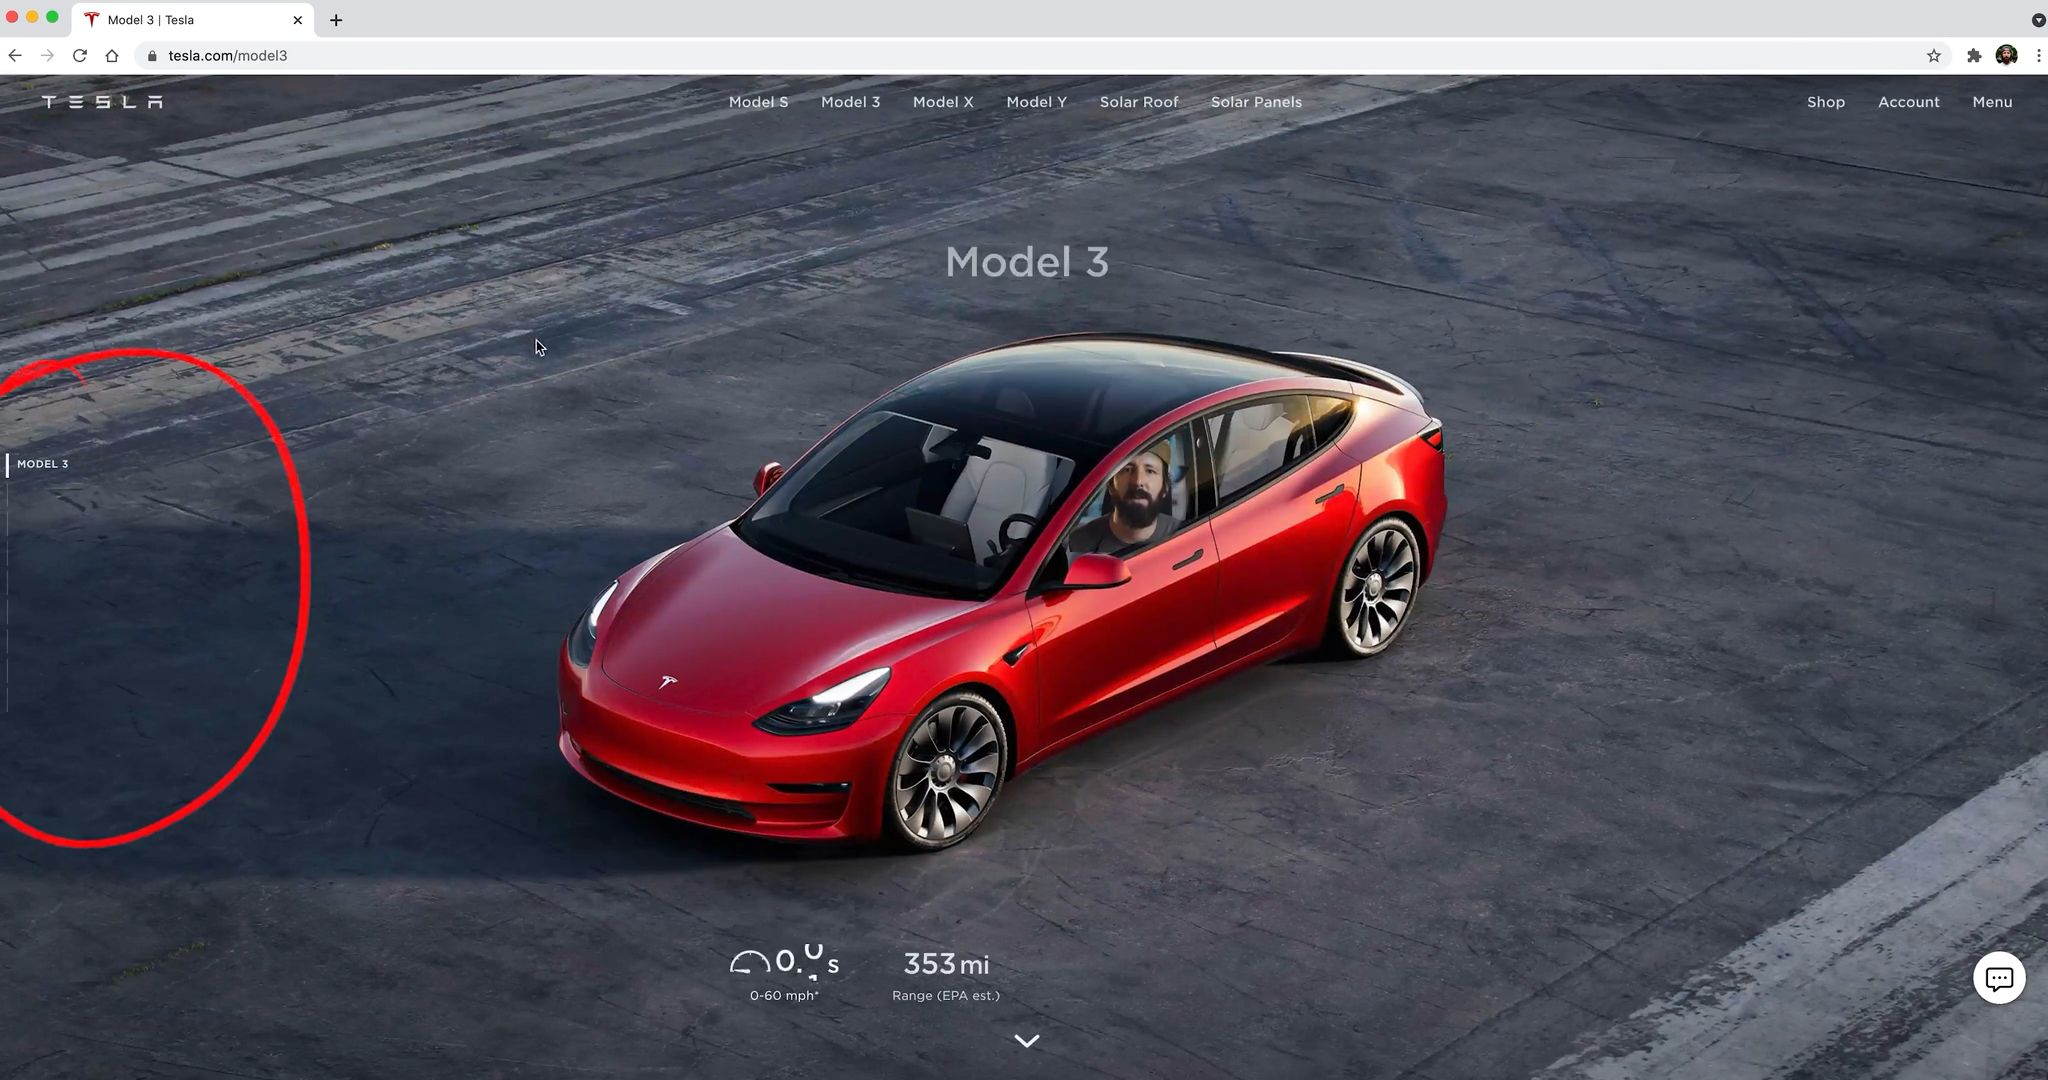 Model 3 | Tesla
tesla.com/model3
TESLA
Model S Model 3 Model X Model Y Solar Roof Solar Panels
Shop Account Menu
Model 3
MODEL 3
353mi
0-60 mph*
Range (EPA est.)